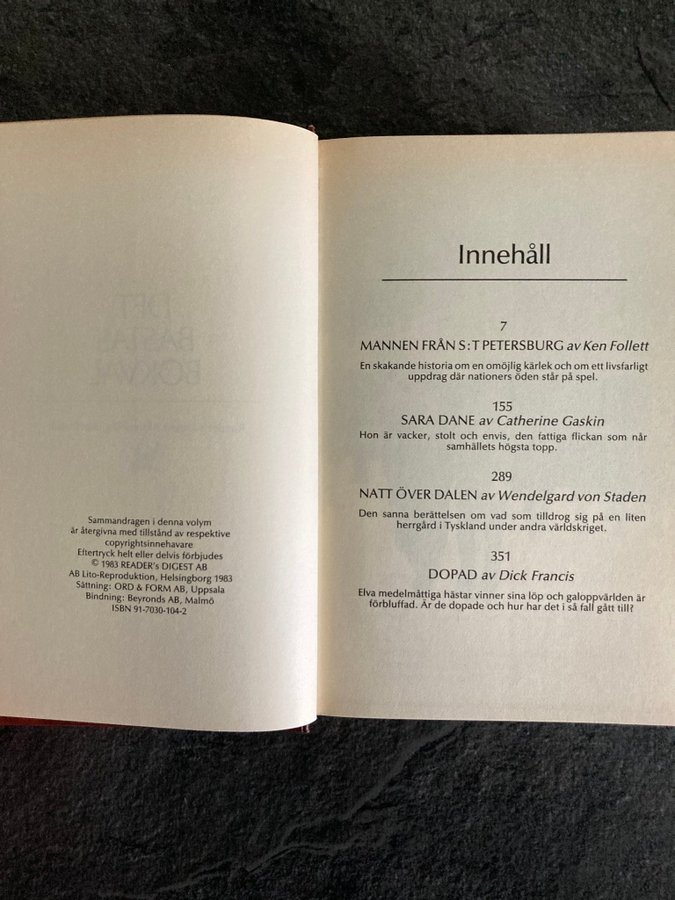 Sammandragen i denna volym
är återgivna med tillstånd av respektive
copyrightsinnehavare
Eftertryck helt eller delvis förbjudes
© 1983 READER'S DIGEST AB
AB Lito-Reproduktion, Helsingborg 1983
Sättning: ORD & FORM AB, Uppsala
Bindning: Beyronds AB, Malmö
ISBN 91-7030-104-2
Innehåll
7
MANNEN FRÅN S:T PETERSBURG av Ken Follett
En skakande historia om en omöjlig kärlek och om ett livsfarligt
uppdrag där nationers öden står på spel.
155
SARA DANE av Catherine Gaskin
Hon är vacker, stolt och envis, den fattiga flickan som når
samhällets högsta topp.
289
NATT ÖVER DALEN av Wendelgard von Staden
Den sanna berättelsen om vad som tilldrog sig på en liten
herrgård i Tyskland under andra världskriget.
351
DOPAD av Dick Francis
Elva medelmåttiga hästar vinner sina löp och galoppvärlden är
förbluffad. Är de dopade och hur har det i så fall gått till?